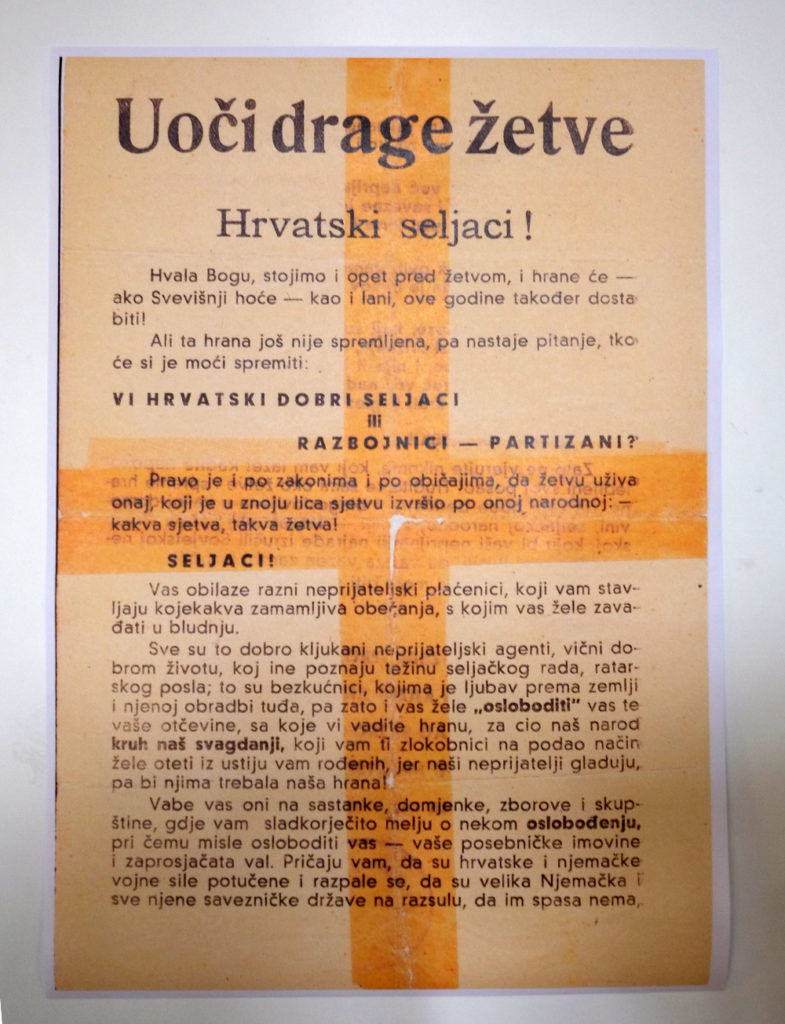 Uoči drage žetve
Hrvatski seljaci!
Hvala Bogu, stojimo i opet pred žetvom, i hrane će —
ako Svevišnji hoće — kao i lani, ove godine također dosta
biti!
Ali ta hrana još nije spremljena, pa nastaje pitanje, tko
će si je moći spremiti:
VI HRVATSKI DOBRI SELJACI
ili
RAZBOJNICI — PARTIZANI?
Pravo je i po zakonima i po običajima, da žetvu uživa
onaj, koji je u znoju lica sjetvu izvršio po onoj narodnoj: —
kakva sjetva, takva žetva!
SELJACI!
Vas obilaze razni neprijateljski plaćenici, koji vam stav-
ljaju kojekakva zamamljiva obećanja, s kojim vas žele zava-
đati u bludnju.
Sve su to dobro kljukani neprijateljski agenti, vični do-
brom životu, koj ine poznaju težinu seljačkog rada, ratar-
skog posla; to su bezkućnici, kojima je ljubav prema zemlji
i njenoj obradbi tuđa, pa zato i vas žele „osloboditi" vas te
vaše otčevine, sa koje vi vadite hranu, za cio naš narod
kruh naš svagdanji, koji vam ti zlokobnici na podao način
žele oteti iz ustiju vam rođenih, jer naši neprijatelji gladuju,
pa bi njima trebala naša hrana!
Vabe vas oni na sastanke, domjenke, zborove i skup-
štine, gdje vam sladkorječito melju o nekom oslobođenju,
pri čemu misle osloboditi vas — vaše posebničke imovine
i zaprosjačata val. Pričaju vam, da su hrvatske i njemačke
vojne sile potučene i razpale se, da su velika Njemačka i
sve njene savezničke države na razsulu, da im spasa nema,